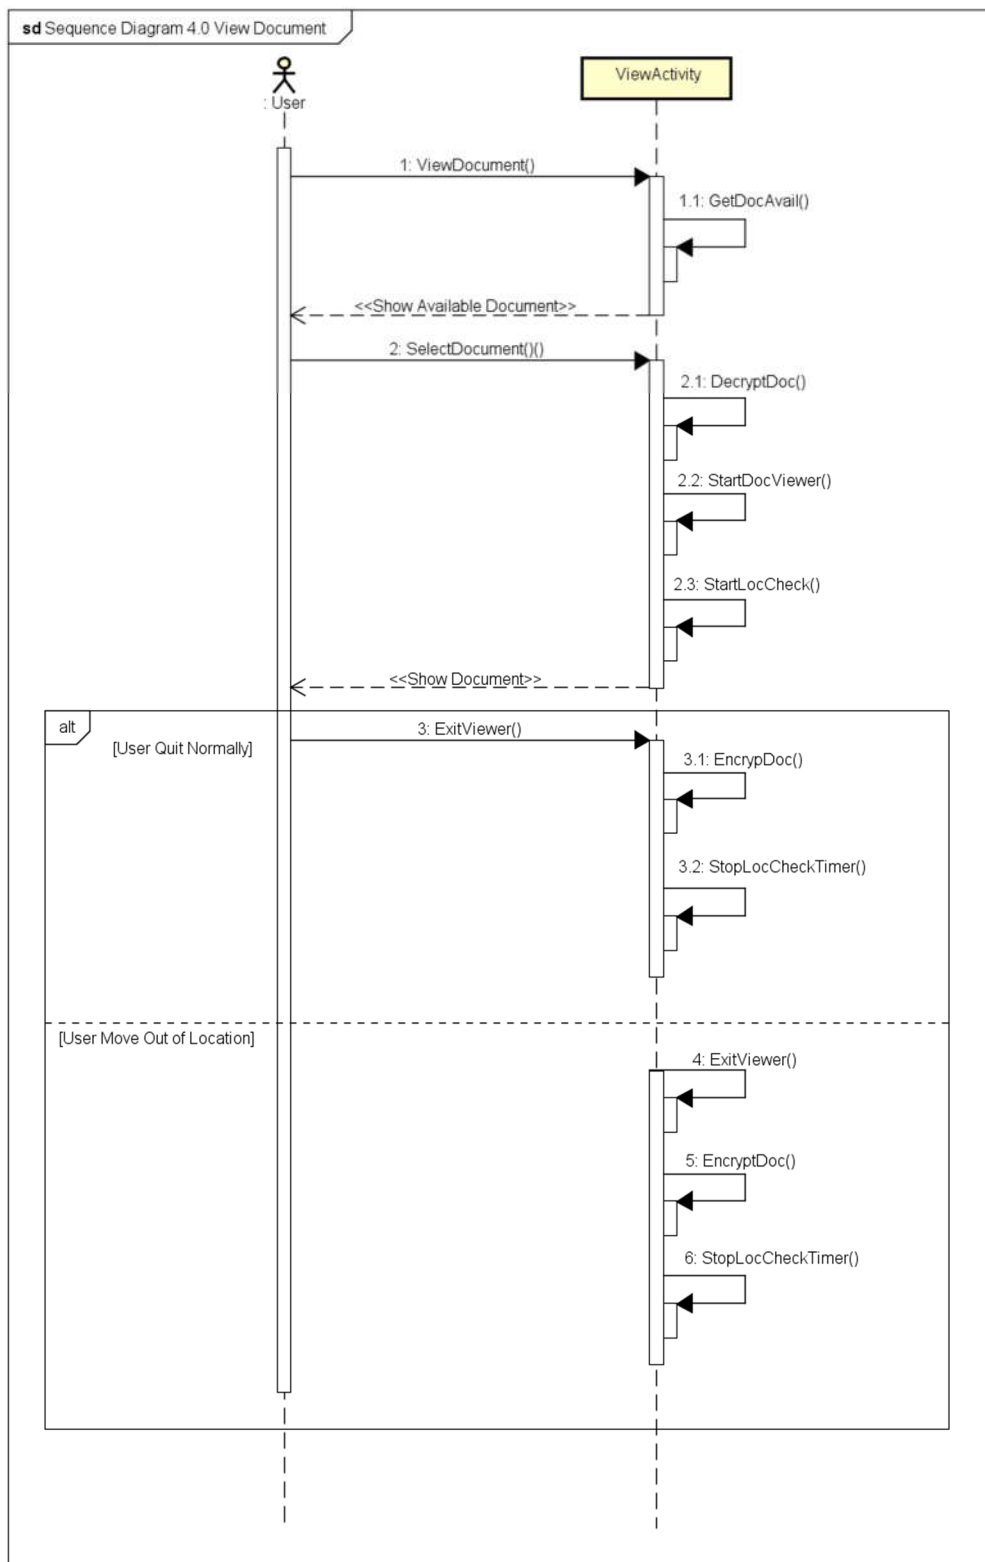 sd Sequence Diagram 4.0 View Document
: User
ViewActivity
1: ViewDocument()
1.1: GetDocAvail()
<<Show Available Document>>
2: SelectDocument()()
2.1: DecryptDoc()
2.2: StartDocViewer()
2.3: StartLocCheck()
<<Show Document>>
alt
[User Quit Normally]
3: ExitViewer()
3.1: EncrypDoc()
3.2: StopLocCheckTimer()
[User Move Out of Location]
4: ExitViewer()
5: EncryptDoc()
6: StopLocCheckTimer()